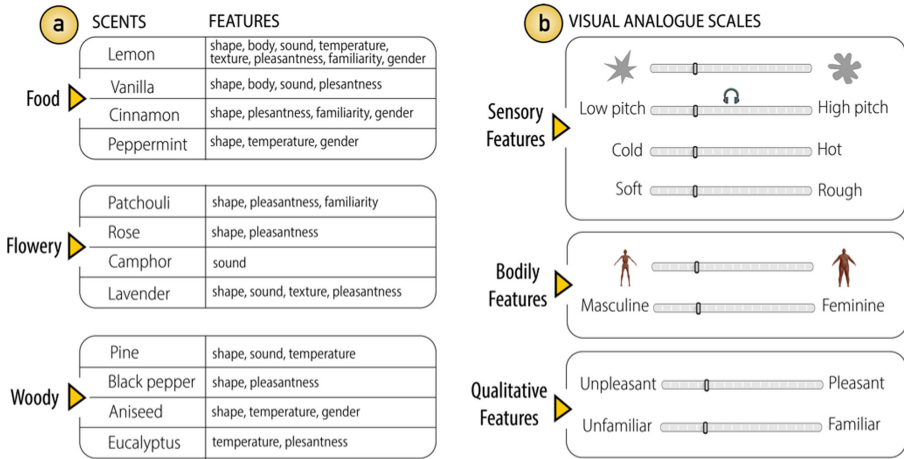 a SCENTS FEATURES
Food
Lemon shape, body, sound, temperature,
texture, pleasantness, familiarity, gender
Vanilla shape, body, sound, plesantness
Cinnamon shape, plesantness, familiarity, gender
Peppermint shape, temperature, gender
Flowery
Patchouli shape, pleasantness, familiarity
Rose shape, pleasantness
Camphor sound
Lavender shape, sound, texture, pleasantness
Woody
Pine shape, sound, temperature
Black pepper shape, pleasantness
Aniseed shape, temperature, gender
Eucalyptus temperature, plesantness
b VISUAL ANALOGUE SCALES
Sensory
Features
Low pitch High pitch
Cold Hot
Soft Rough
Bodily
Features
Masculine Feminine
Qualitative
Features
Unpleasant Pleasant
Unfamiliar Familiar